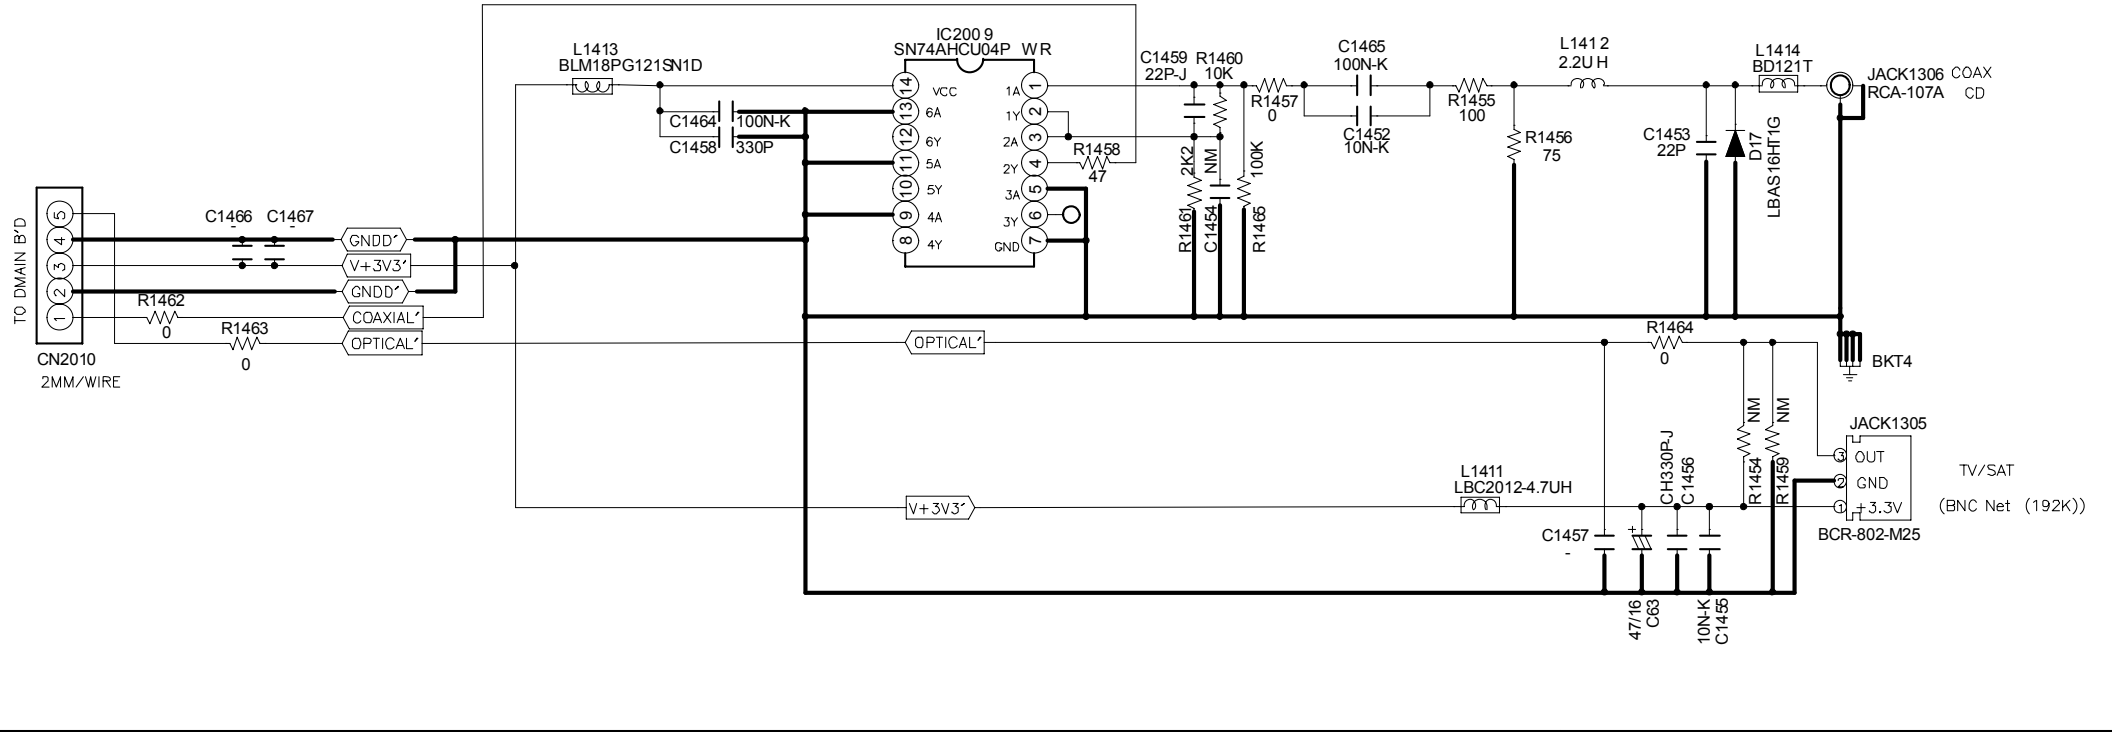 IC200 9
SN74AHCU04P WR
L1413
BLM18PG121SN1D
C1459
22P-J
R1460
10K
C1465
100N-K
L141 2
2.2U H
L1414
BD121T
JACK1306
RCA-107A
COAX
CD
14
VCC
13
6A
12
6Y
11
5A
10
5Y
9
4A
8
4Y
1A
1
1Y
2
2A
3
2Y
4
3A
5
3Y
6
GND
7
C1464
100N-K
C1458
330P
R1458
47
R1457
0
C1452
10N-K
R1455
100
R1456
75
C1453
22P
D17
LBAS16HT1G
2K2
R1461
NM
C1454
100K
R1465
TO DMAIN B'D
5
4
3
2
1
CN2010
2MM/WIRE
C1466
-
C1467
-
GNDD'
V+3V3'
GNDD'
R1462
0
COAXIAL'
R1463
0
OPTICAL'
OPTICAL'
R1464
0
BKT4
V+3V3'
L1411
LBC2012-4.7UH
CH330P-J
C1456
NM
R1454
NM
R1459
JACK1305
3 OUT
2 GND
1 +3.3V
BCR-802-M25
TV/SAT
(BNC Net (192K))
C1457
-
+
47/16
C63
10N-K
C1455